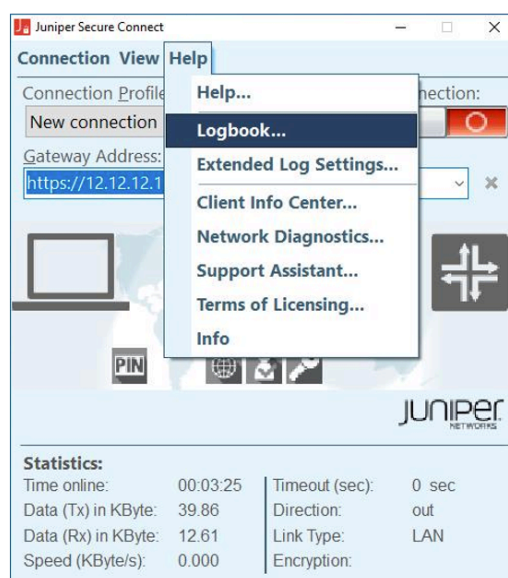 Juniper Secure Connect
Connection View Help
Connection Profile nection:
New connection
Gateway Address:
https://12.12.12.1
Help...
Logbook...
Extended Log Settings...
Client Info Center...
Network Diagnostics...
Support Assistant...
Terms of Licensing...
Info
PIN
JUNIPER
NETWORKS
Statistics:
Time online: 00:03:25 Timeout (sec): 0 sec
Data (Tx) in KByte: 39.86 Direction: out
Data (Rx) in KByte: 12.61 Link Type: LAN
Speed (KByte/s): 0.000 Encryption: